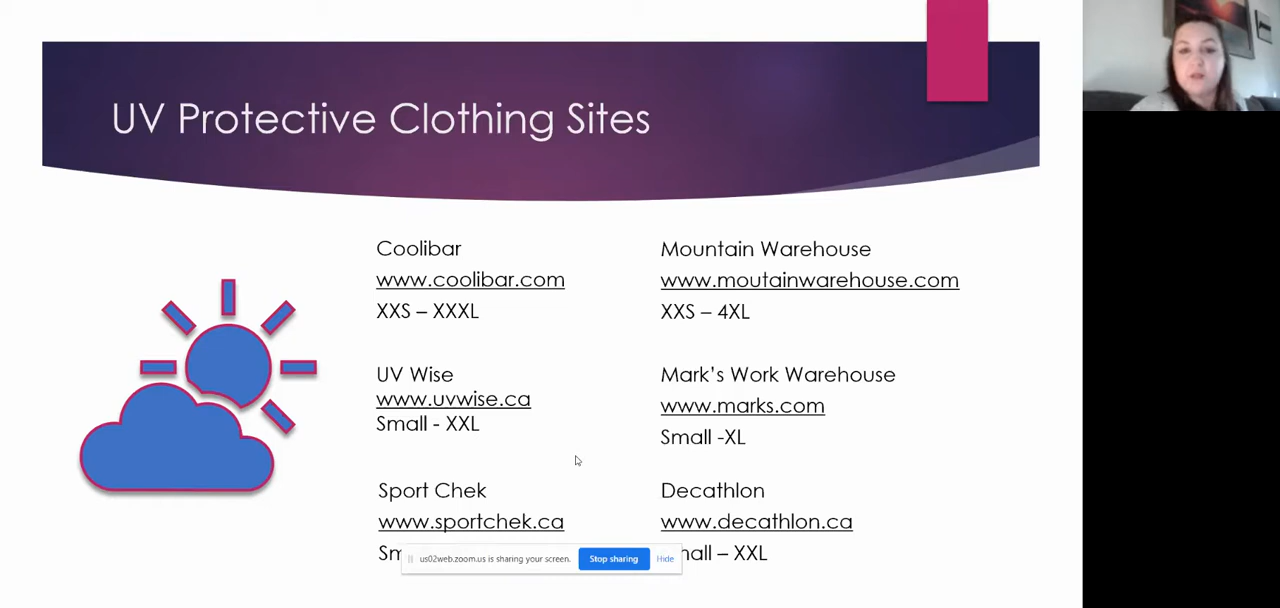 UV Protective Clothing Sites
Coolibar
www.coolibar.com
XXS – XXXL
UV Wise
www.uvwise.ca
Small - XXL
Sport Chek
www.sportchek.ca
Mountain Warehouse
www.moutainwarehouse.com
XXS – 4XL
Mark's Work Warehouse
www.marks.com
Small -XL
Decathlon
www.decathlon.ca
– XXL
us02web.zoom.us is sharing your screen. Stop sharing Hide